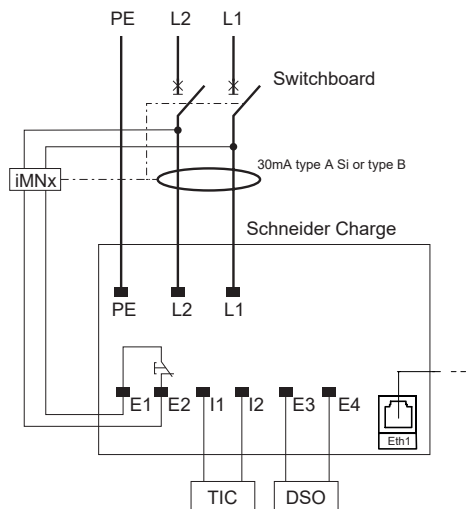 PE L2 L1
Switchboard
30mA type A Si or type B
iMNx
Schneider Charge
PE L2 L1
E1 E2 I1 I2 E3 E4
Eth1
TIC DSO